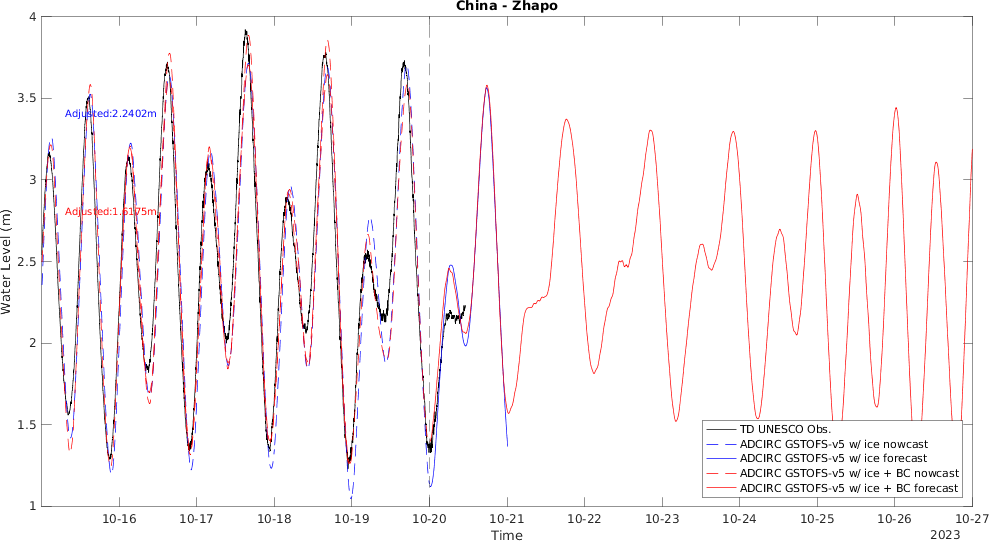 China - Zhapo
4
3.5
3
2.5
2
1.5
1
Water Level (m)
Adjusted:2.2402m
Adjusted:1.6175m
TD UNESCO Obs.
ADCIRC GSTOFS-v5 w/ ice nowcast
ADCIRC GSTOFS-v5 w/ ice forecast
ADCIRC GSTOFS-v5 w/ ice + BC nowcast
ADCIRC GSTOFS-v5 w/ ice + BC forecast
10-16 10-17 10-18 10-19 10-20 10-21 10-22 10-23 10-24 10-25 10-26 10-27
Time
2023